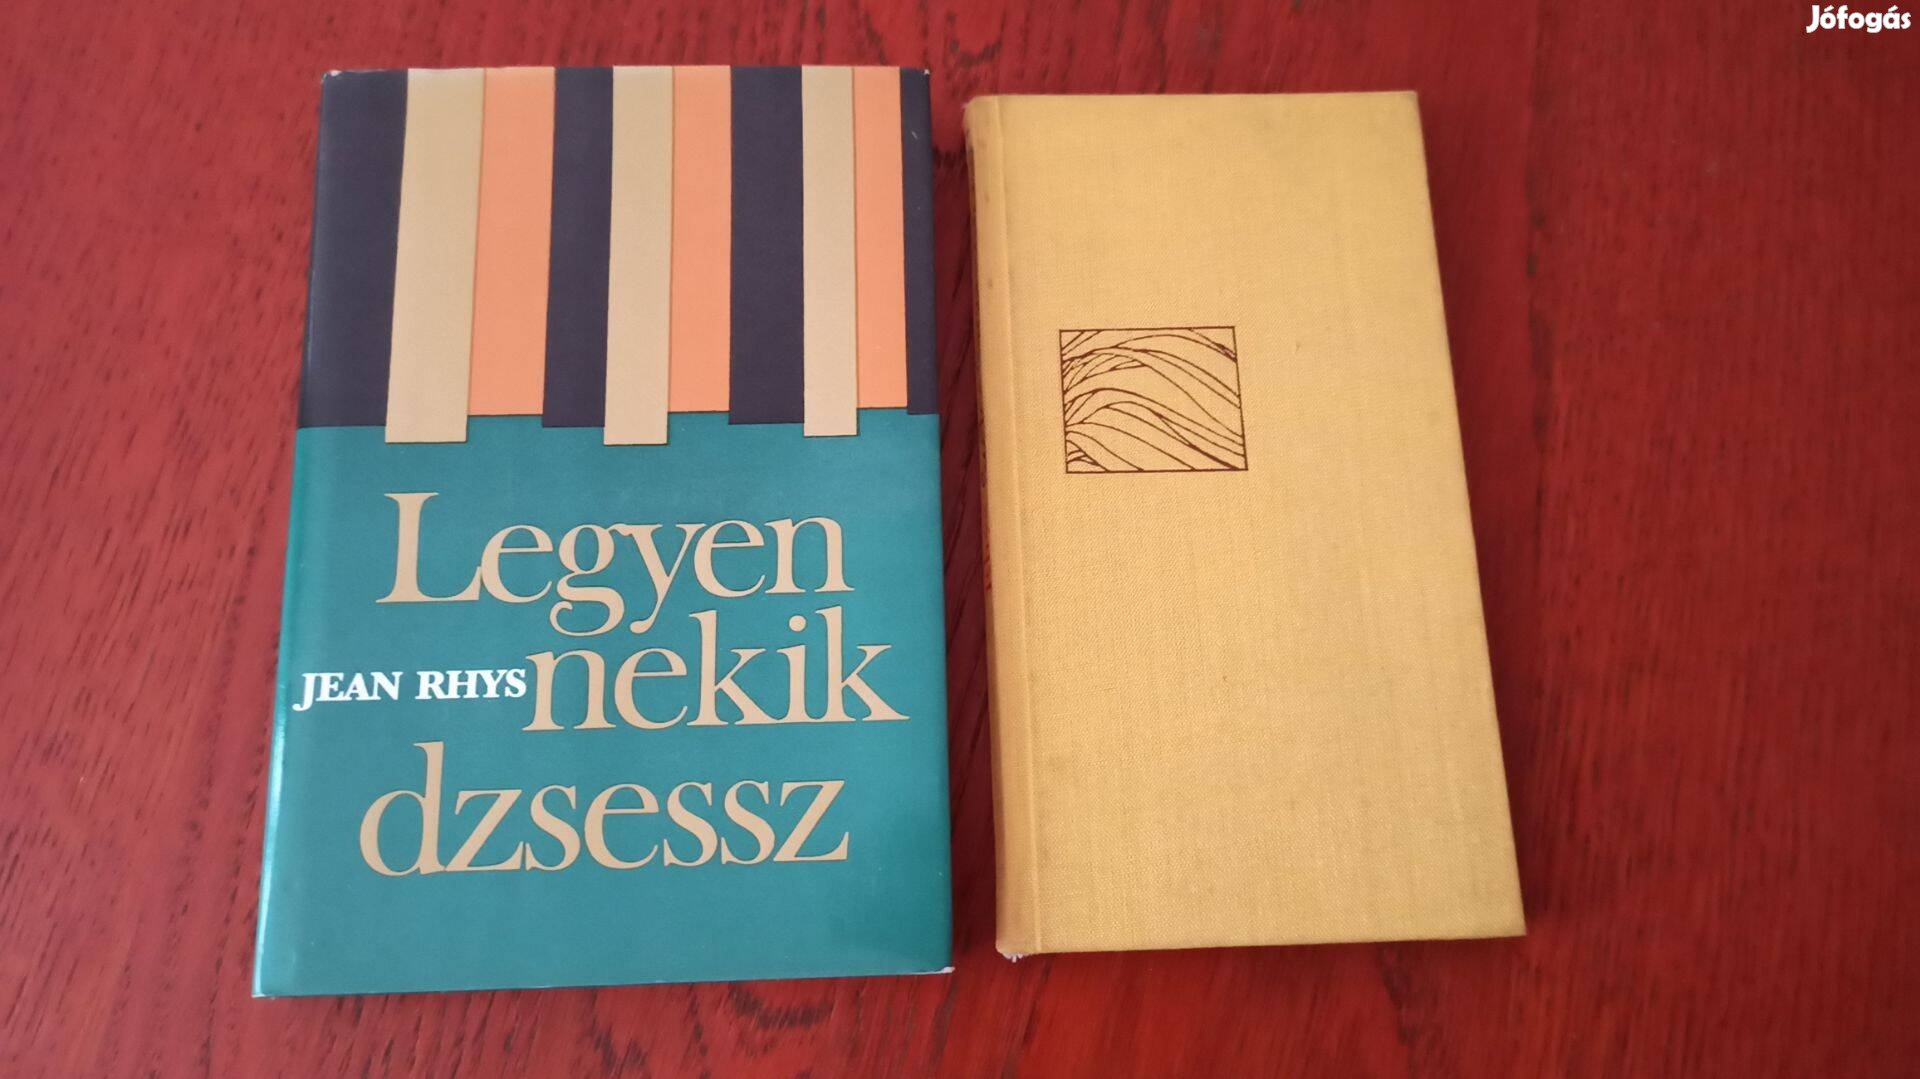 Jófogás
Legyen
JEAN RHYS nekik
dzsessz